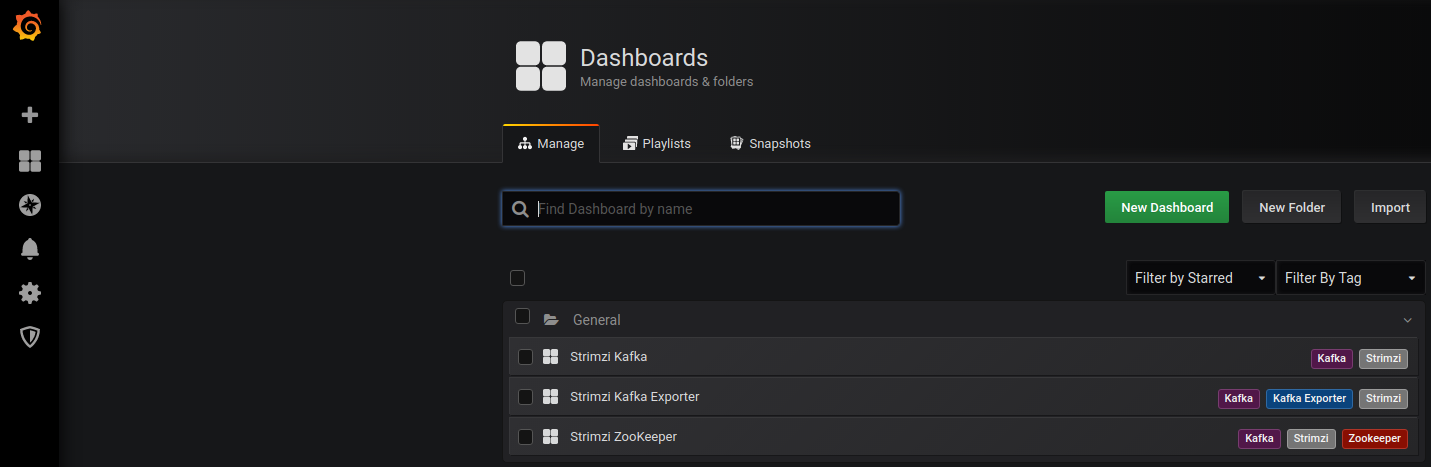 Dashboards
Manage dashboards & folders
Manage Playlists Snapshots
Find Dashboard by name New Dashboard New Folder Import
Filter by Starred Filter By Tag
General
Strimzi Kafka Kafka Strimzi
Strimzi Kafka Exporter Kafka Kafka Exporter Strimzi
Strimzi ZooKeeper Kafka Strimzi Zookeeper